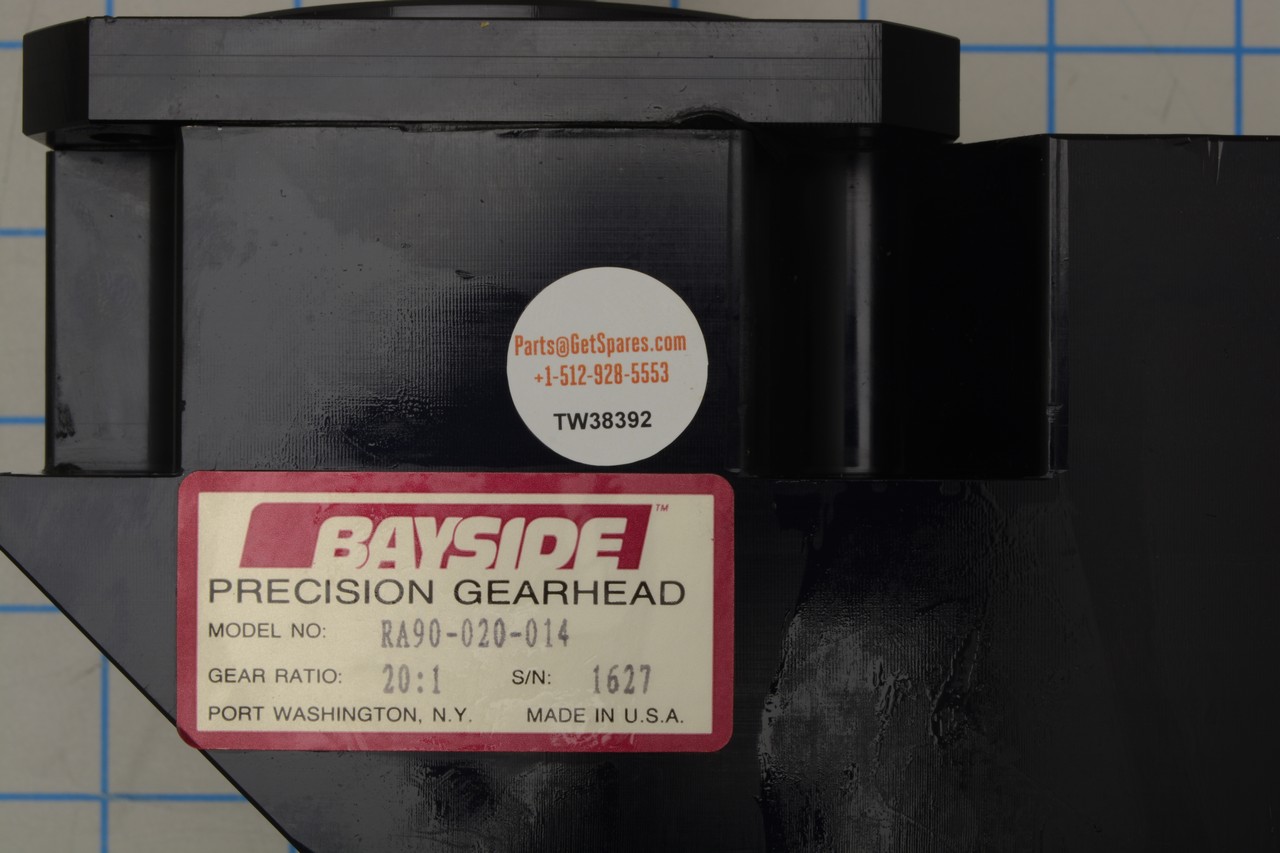 Parts@GetSpares.com
+1-512-928-5553
TW38392
BAYSIDE™
PRECISION GEARHEAD
MODEL NO: RA90-020-014
GEAR RATIO: 20:1 S/N: 1627
PORT WASHINGTON, N.Y. MADE IN U.S.A.